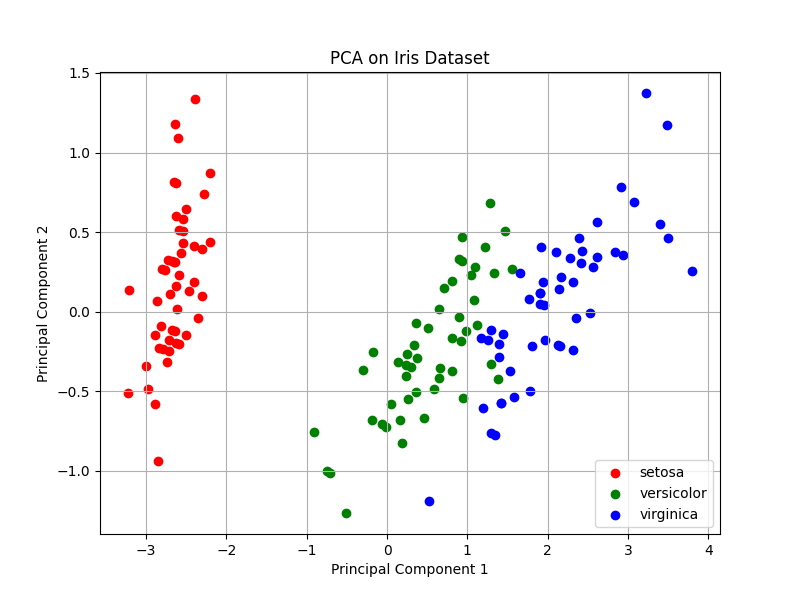 PCA on Iris Dataset
1.5
1.0
0.5
0.0
−0.5
−1.0
Principal Component 2
setosa
versicolor
virginica
−3 −2 −1 0 1 2 3 4
Principal Component 1